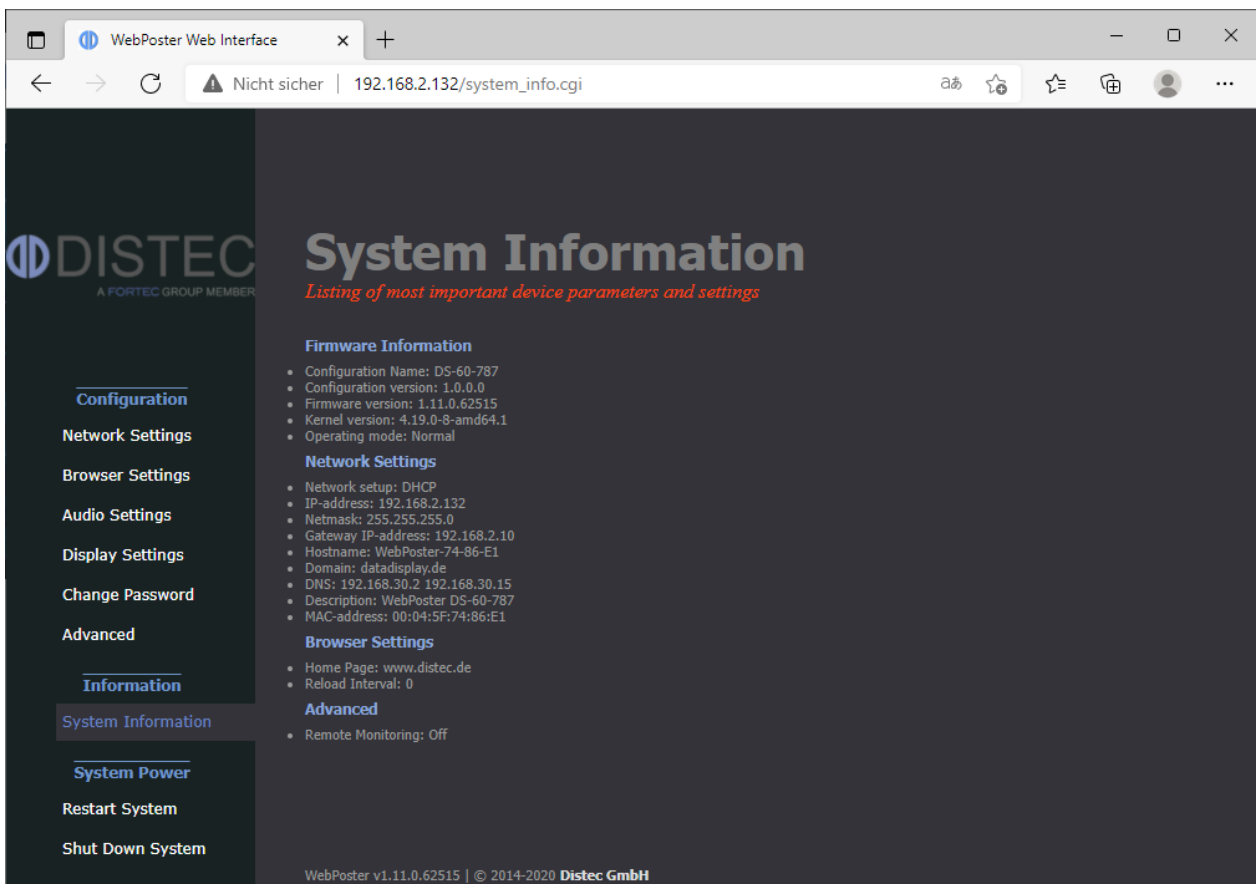 WebPoster Web Interface
Nicht sicher | 192.168.2.132/system_info.cgi
aあ
DISTEC
A FORTEC GROUP MEMBER
Configuration
Network Settings
Browser Settings
Audio Settings
Display Settings
Change Password
Advanced
Information
System Information
System Power
Restart System
Shut Down System
System Information
Listing of most important device parameters and settings
Firmware Information
Configuration Name: DS-60-787
Configuration version: 1.0.0.0
Firmware version: 1.11.0.62515
Kernel version: 4.19.0-8-amd64.1
Operating mode: Normal
Network Settings
Network setup: DHCP
IP-address: 192.168.2.132
Netmask: 255.255.255.0
Gateway IP-address: 192.168.2.10
Hostname: WebPoster-74-86-E1
Domain: datadisplay.de
DNS: 192.168.30.2 192.168.30.15
Description: WebPoster DS-60-787
MAC-address: 00:04:5F:74:86:E1
Browser Settings
Home Page: www.distec.de
Reload Interval: 0
Advanced
Remote Monitoring: Off
WebPoster v1.11.0.62515 | © 2014-2020 Distec GmbH